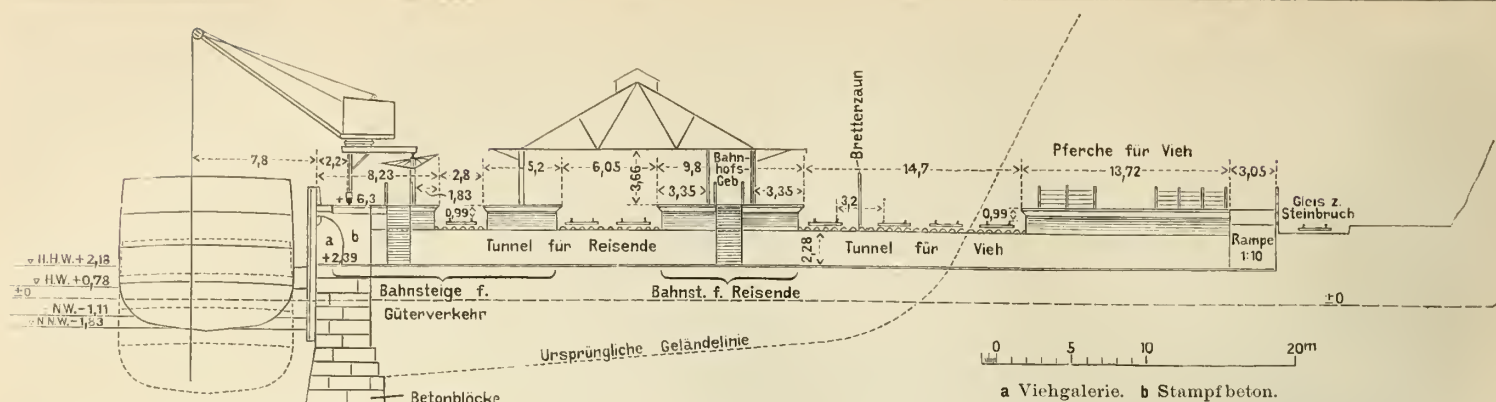 7,8
2,2
8,23
2,8
5,2
6,05
9,8
3,66
3,35
Bahn-
hofs-
Geb
3,35
Bretterzaun
14,7
Pferche für Vieh
13,72
3,05
1,83
+ 6,3
0,99
3,2
0,99
Gleis z.
Steinbruch
a
b
+2,39
Tunnel für Reisende
2,28
Tunnel für Vieh
Rampe
1:10
H.H.W.+2,18
H.W.+0,78
±0
N.W.-1,11
N.N.W.-1,83
Bahnsteige f.
Güterverkehr
Bahnst. f. Reisende
±0
Ursprüngliche Geländelinie
Betonblöcke
0 5 10 20m
a Viehgalerie. b Stampfbeton.